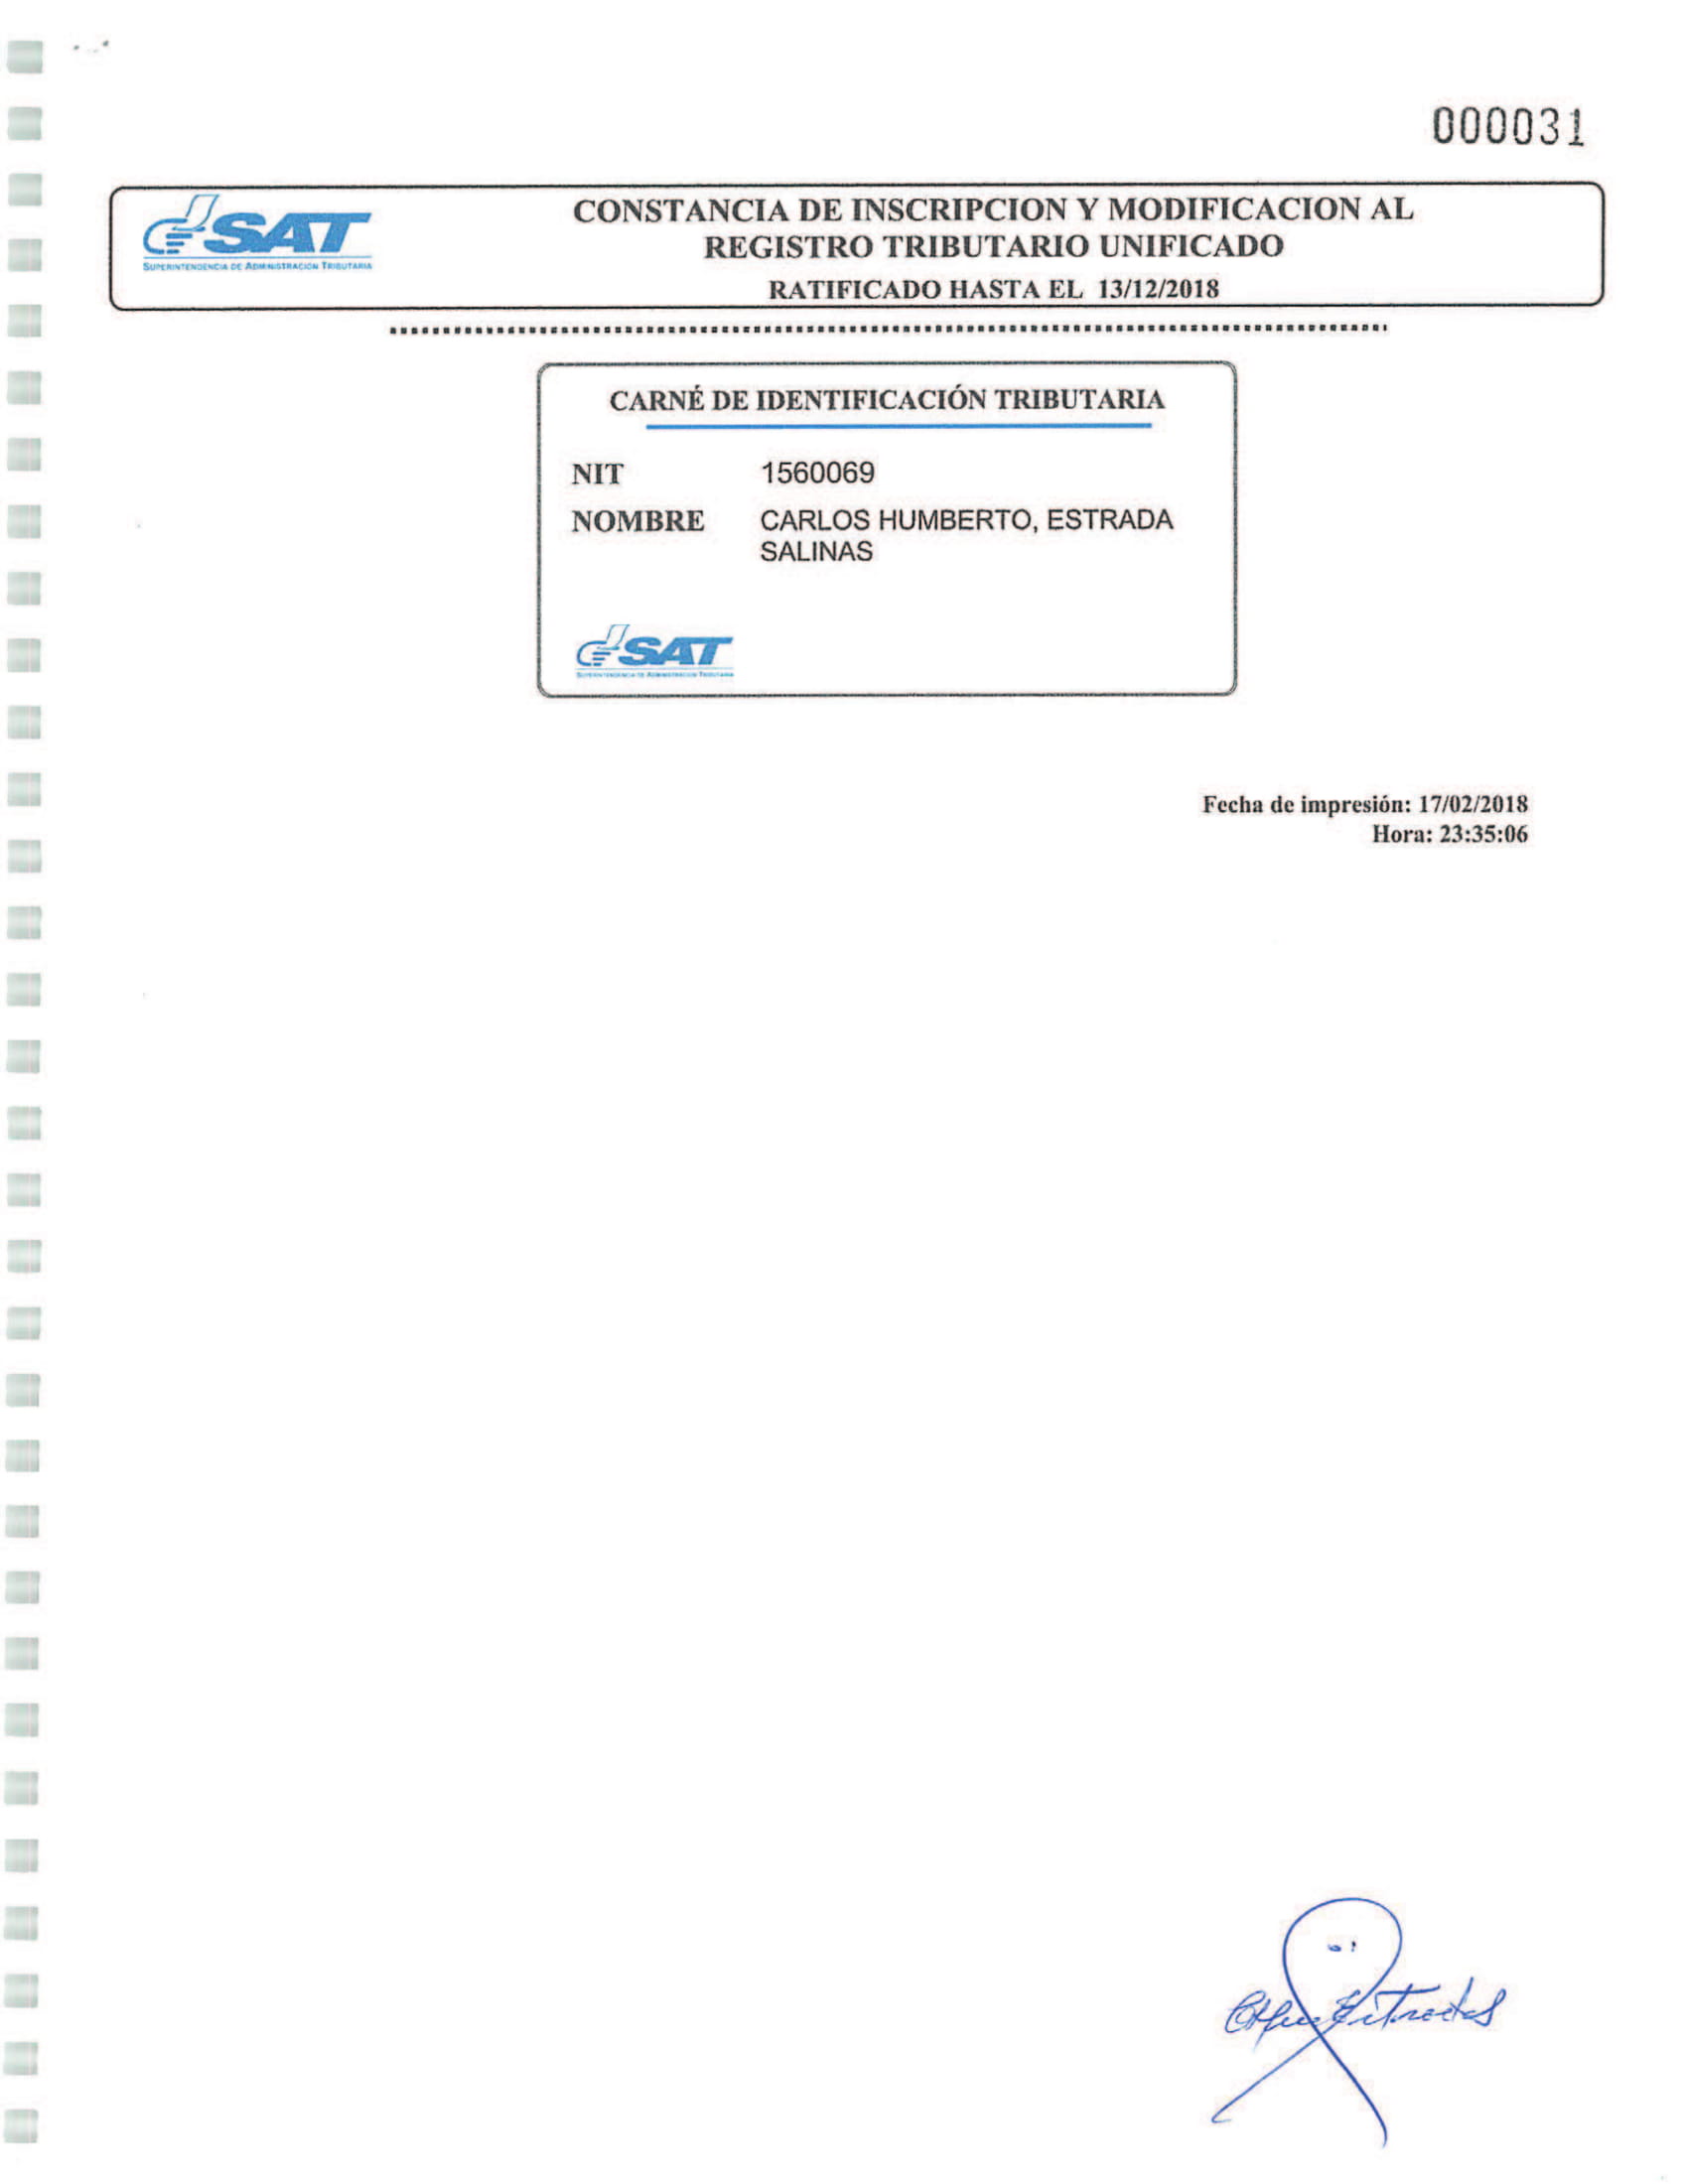 000031
SAT
SUPERINTENDENCIA DE ADMINISTRACIÓN TRIBUTARIA
CONSTANCIA DE INSCRIPCION Y MODIFICACION AL
REGISTRO TRIBUTARIO UNIFICADO
RATIFICADO HASTA EL 13/12/2018
CARNÉ DE IDENTIFICACIÓN TRIBUTARIA
NIT 1560069
NOMBRE CARLOS HUMBERTO, ESTRADA
SALINAS
SAT
SUPERINTENDENCIA DE ADMINISTRACIÓN TRIBUTARIA
Fecha de impresión: 17/02/2018
Hora: 23:35:06